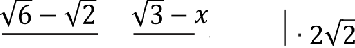 √6 − √2   √3 − x   | · 2√2